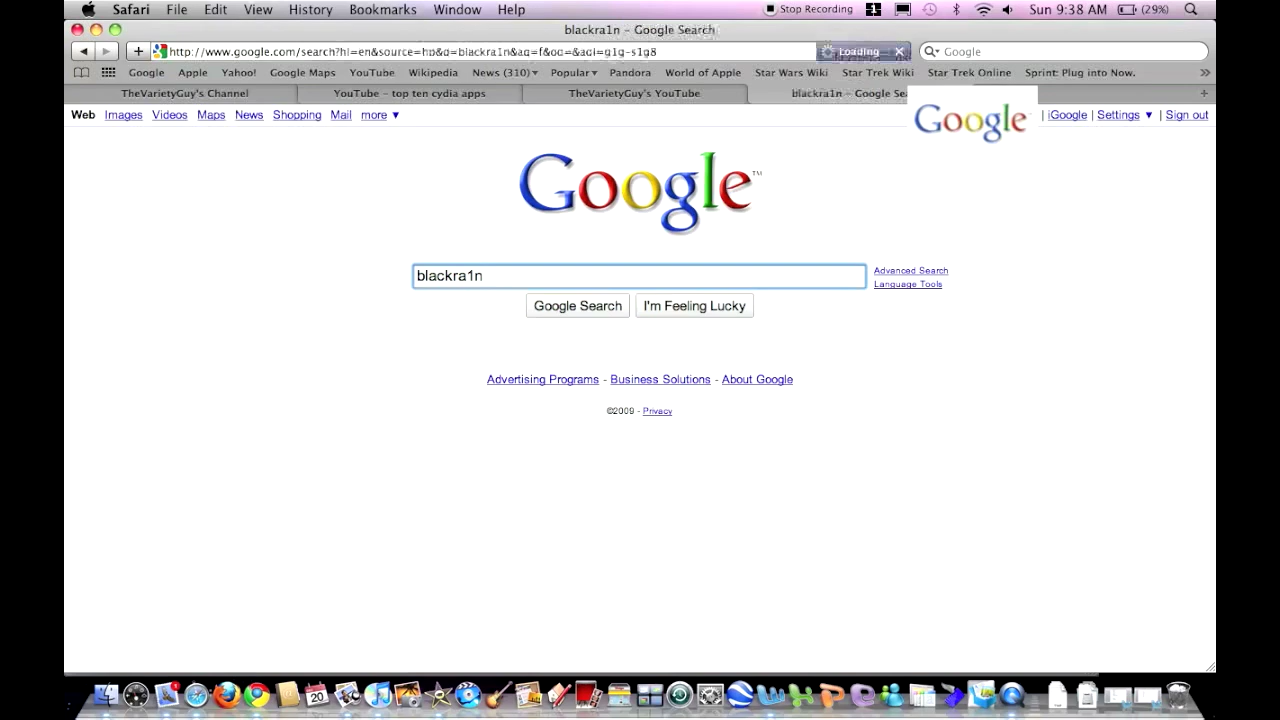 Safari File Edit View History Bookmarks Window Help Stop Recording Sun 9:38 AM (29%)
blackra1n – Google Search
http://www.google.com/search?hl=en&source=hp&q=blackra1n&aq=f&oq=&aqi=g1g-s1g8 Loading Google
Google Apple Yahoo! Google Maps YouTube Wikipedia News (310) Popular Pandora World of Apple Star Wars Wiki Star Trek Wiki Star Trek Online Sprint: Plug into Now.
TheVarietyGuy's Channel YouTube – top ten cydia apps TheVarietyGuy's YouTube blackra1n – Google Sea
Web Images Videos Maps News Shopping Mail more ▼ Google | iGoogle | Settings ▼ | Sign out
Google™
blackra1n
Advanced Search
Language Tools
Google Search I'm Feeling Lucky
Advertising Programs - Business Solutions - About Google
©2009 - Privacy